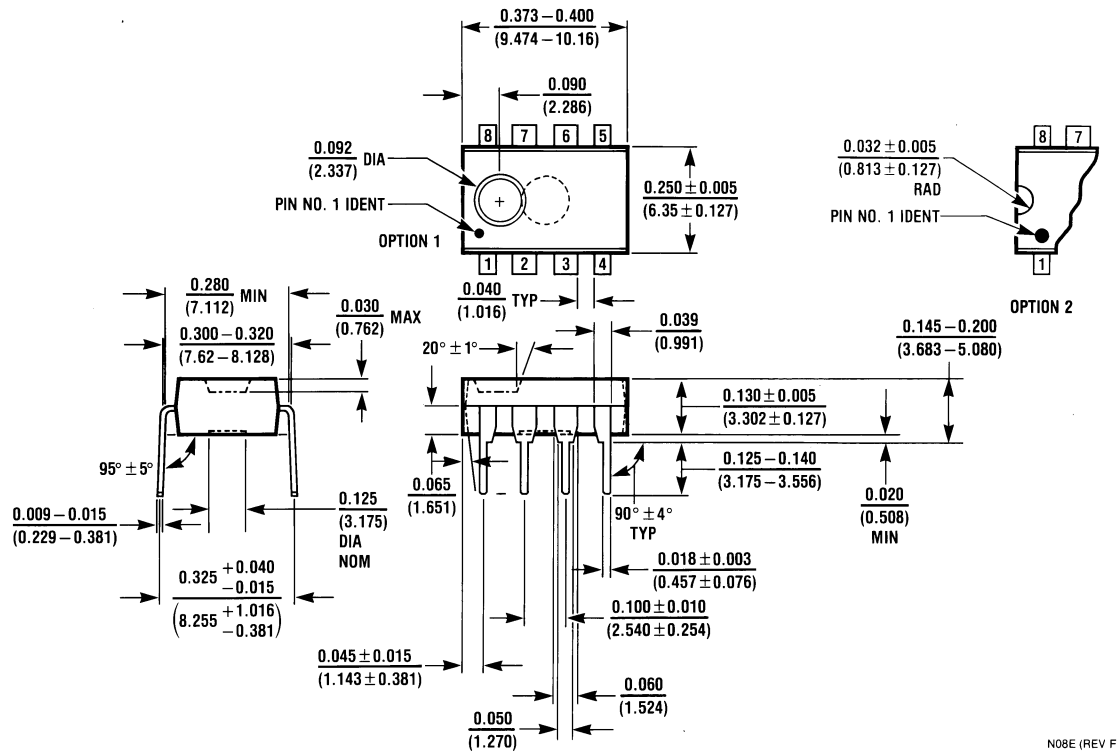 0.373 – 0.400
(9.474 – 10.16)
0.090
(2.286)
8 7 6 5
0.092 DIA
(2.337)
PIN NO. 1 IDENT
OPTION 1
0.250 ± 0.005
(6.35 ± 0.127)
1 2 3 4
8 7
0.032 ± 0.005
(0.813 ± 0.127)
RAD
PIN NO. 1 IDENT
1
OPTION 2
0.280 MIN
(7.112)
0.300 – 0.320
(7.62 – 8.128)
0.030 MAX
(0.762)
0.040 TYP
(1.016)
0.039
(0.991)
20° ± 1°
0.145 – 0.200
(3.683 – 5.080)
0.130 ± 0.005
(3.302 ± 0.127)
0.125 – 0.140
(3.175 – 3.556)
0.020
(0.508)
MIN
95° ± 5°
0.065
(1.651)
90° ± 4°
TYP
0.009 – 0.015
(0.229 – 0.381)
0.125
(3.175)
DIA
NOM
0.325 +0.040
–0.015
(8.255 +1.016
–0.381)
0.018 ± 0.003
(0.457 ± 0.076)
0.100 ± 0.010
(2.540 ± 0.254)
0.045 ± 0.015
(1.143 ± 0.381)
0.060
(1.524)
0.050
(1.270)
N08E (REV F